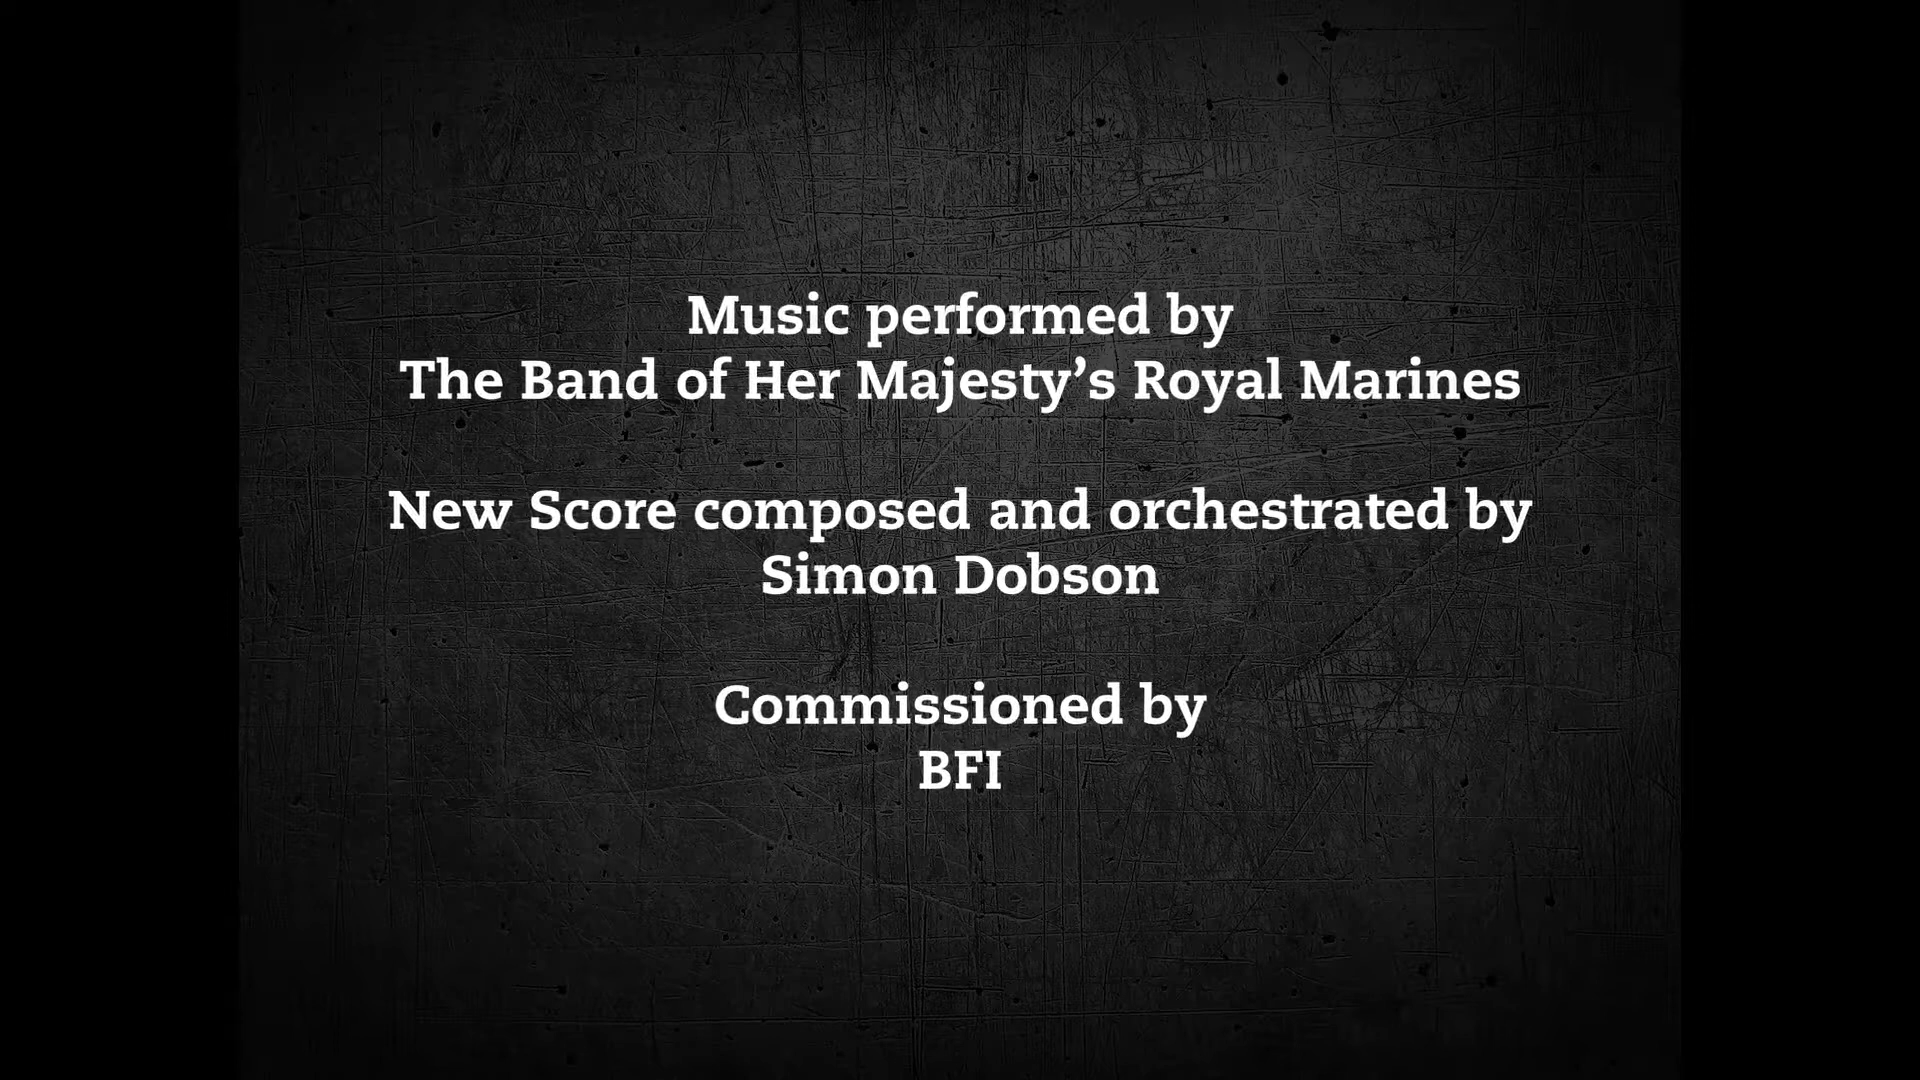 Music performed by
The Band of Her Majesty’s Royal Marines
New Score composed and orchestrated by
Simon Dobson
Commissioned by
BFI